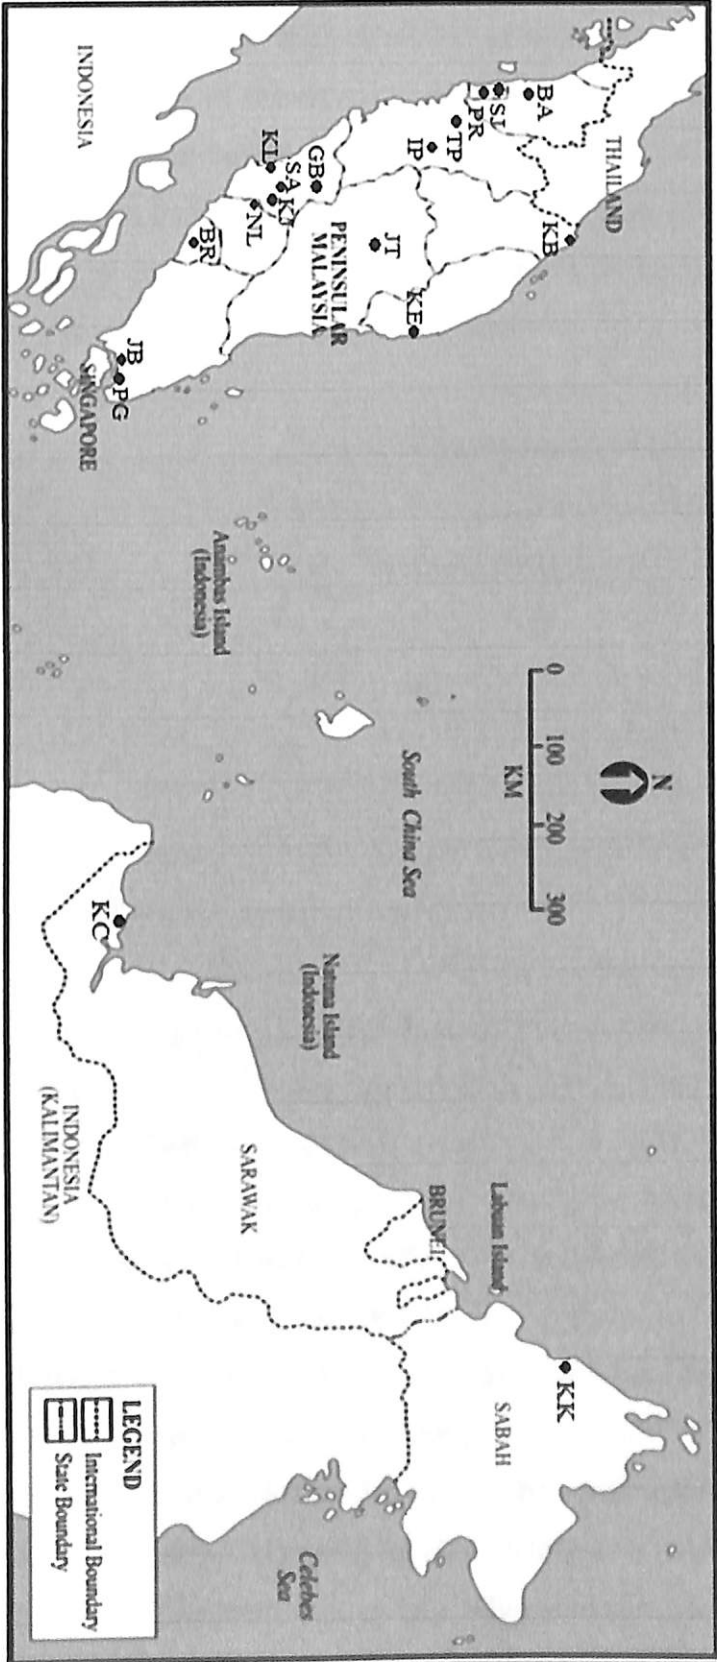 THAILAND
BA
SJ
PR
TP
IP
KB
KE
JT
PENINSULAR
MALAYSIA
GB
SA
KL
KJ
NL
BR
JB
PG
SINGAPORE
INDONESIA
Anambas Island
(Indonesia)
0 100 200 300
KM
N
South China Sea
Natuna Island
(Indonesia)
KC
SARAWAK
INDONESIA
(KALIMANTAN)
BRUNEI
Labuan Island
KK
SABAH
Celebes
Sea
LEGEND
International Boundary
State Boundary